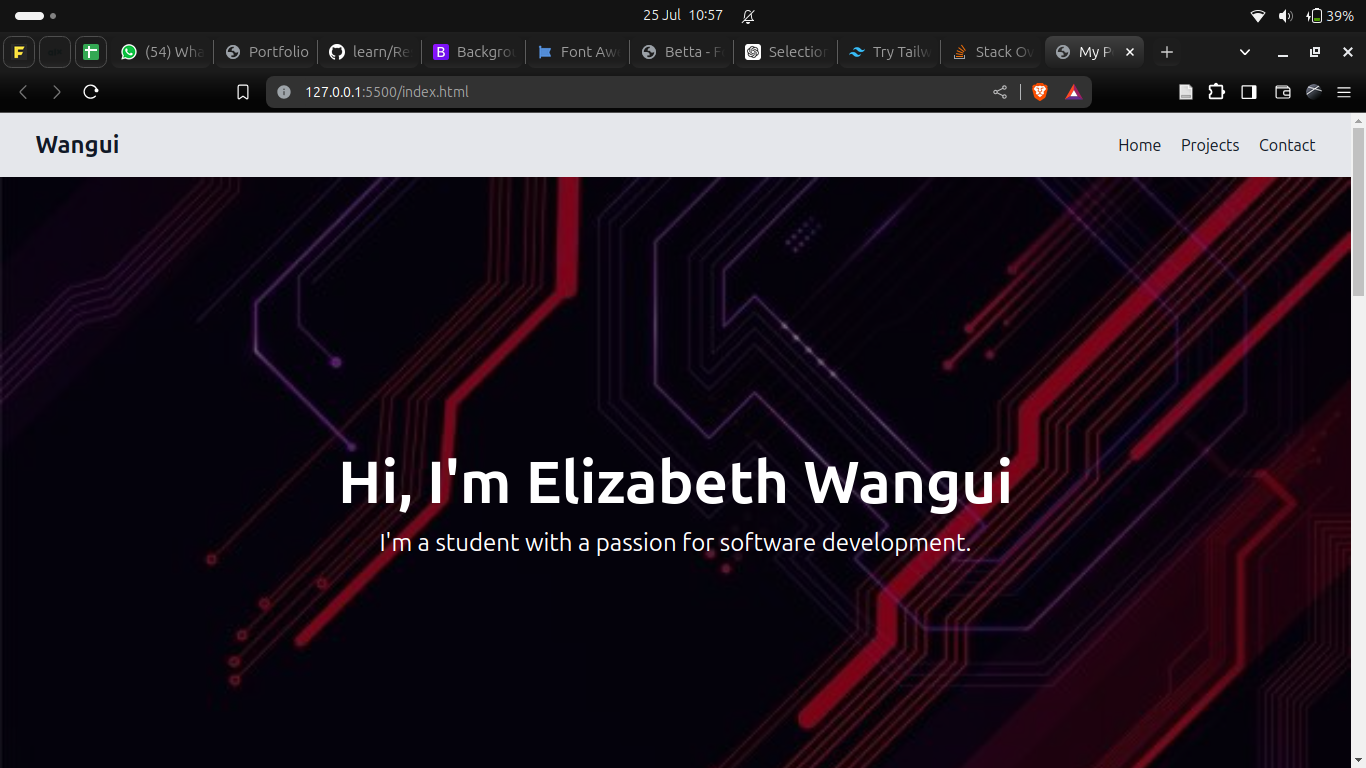 25 Jul 10:57
39%
F
(54) Wha
Portfolio
learn/Re
B
Backgrou
Font Aw
Betta - F
Selection
Try Tailw
Stack Ov
My P
127.0.0.1:5500/index.html
Wangui
Home
Projects
Contact
Hi, I'm Elizabeth Wangui
I'm a student with a passion for software development.